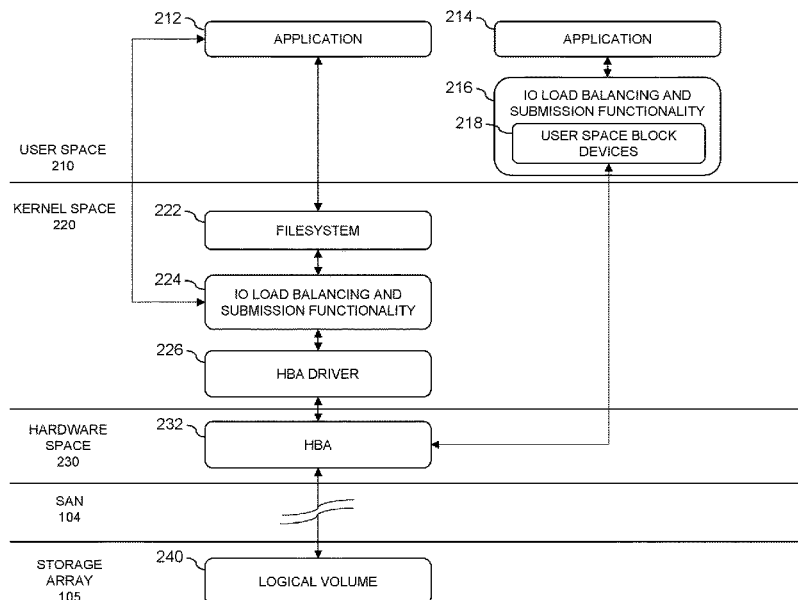 212
APPLICATION
214
APPLICATION
216
IO LOAD BALANCING AND
SUBMISSION FUNCTIONALITY
218
USER SPACE BLOCK
DEVICES
USER SPACE
210
KERNEL SPACE
220
222
FILESYSTEM
224
IO LOAD BALANCING AND
SUBMISSION FUNCTIONALITY
226
HBA DRIVER
HARDWARE
SPACE
230
232
HBA
SAN
104
STORAGE
ARRAY
105
240
LOGICAL VOLUME